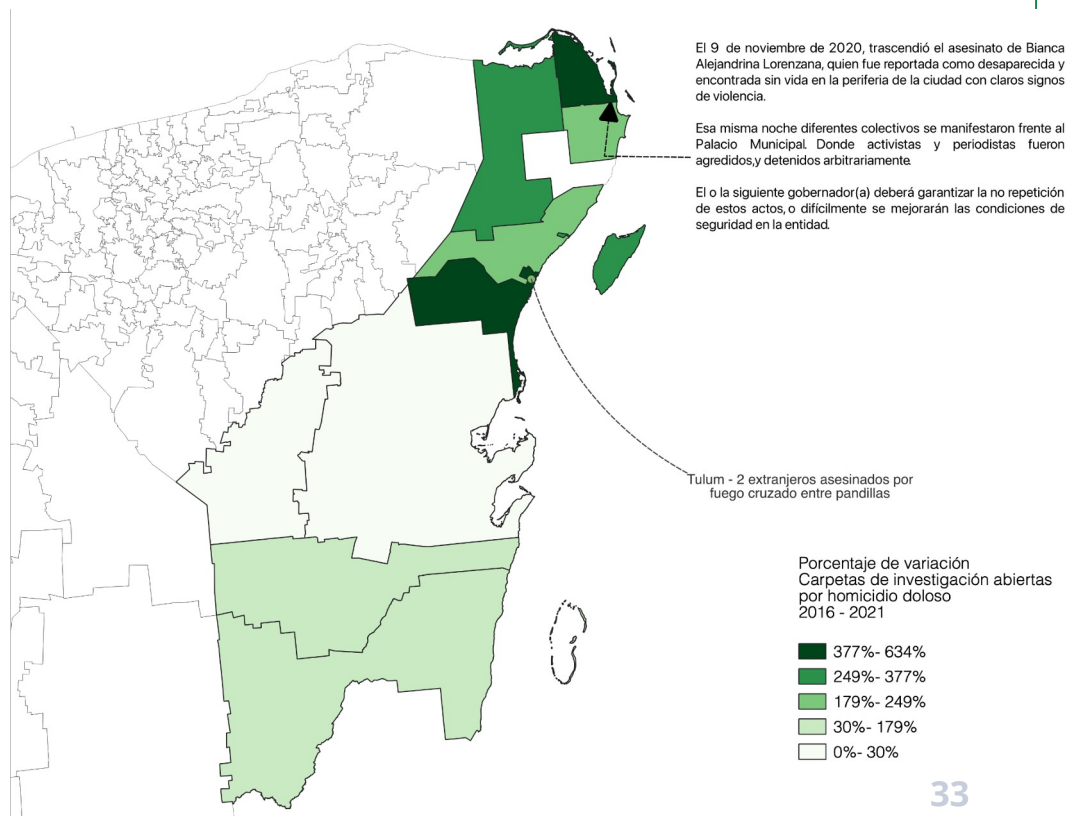 El 9 de noviembre de 2020, trascendió el asesinato de Bianca
Alejandrina Lorenzana, quien fue reportada como desaparecida y
encontrada sin vida en la periferia de la ciudad con claros signos
de violencia.
Esa misma noche diferentes colectivos se manifestaron frente al
Palacio Municipal. Donde activistas y periodistas fueron
agredidos,y detenidos arbitrariamente.
El o la siguiente gobernador(a) deberá garantizar la no repetición
de estos actos, o difícilmente se mejorarán las condiciones de
seguridad en la entidad.
Tulum - 2 extranjeros asesinados por
fuego cruzado entre pandillas
Porcentaje de variación
Carpetas de investigación abiertas
por homicidio doloso
2016 - 2021
377%- 634%
249%- 377%
179%- 249%
30%- 179%
0%- 30%
33